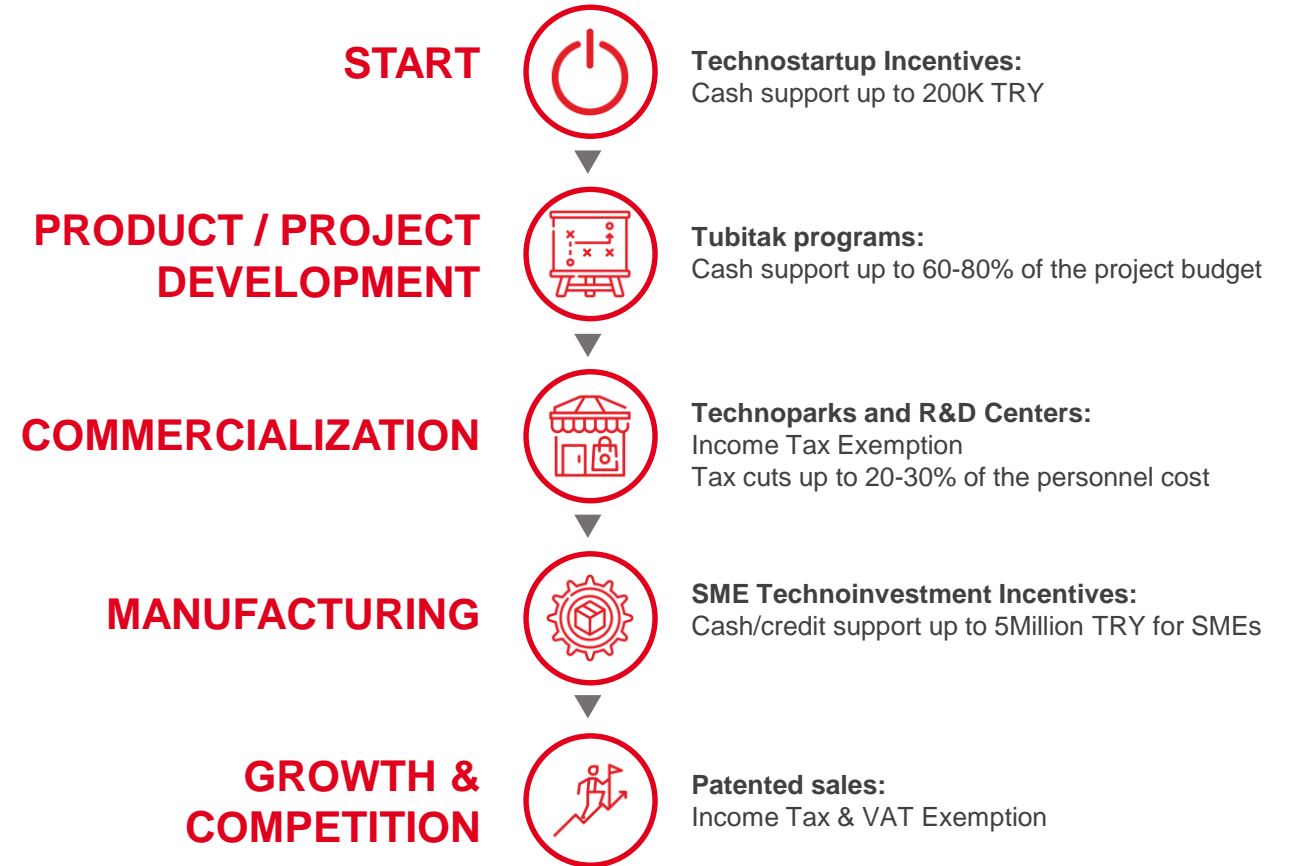 START
Technostartup Incentives:
Cash support up to 200K TRY
PRODUCT / PROJECT
DEVELOPMENT
Tubitak programs:
Cash support up to 60-80% of the project budget
COMMERCIALIZATION
Technoparks and R&D Centers:
Income Tax Exemption
Tax cuts up to 20-30% of the personnel cost
MANUFACTURING
SME Technoinvestment Incentives:
Cash/credit support up to 5Million TRY for SMEs
GROWTH &
COMPETITION
Patented sales:
Income Tax & VAT Exemption